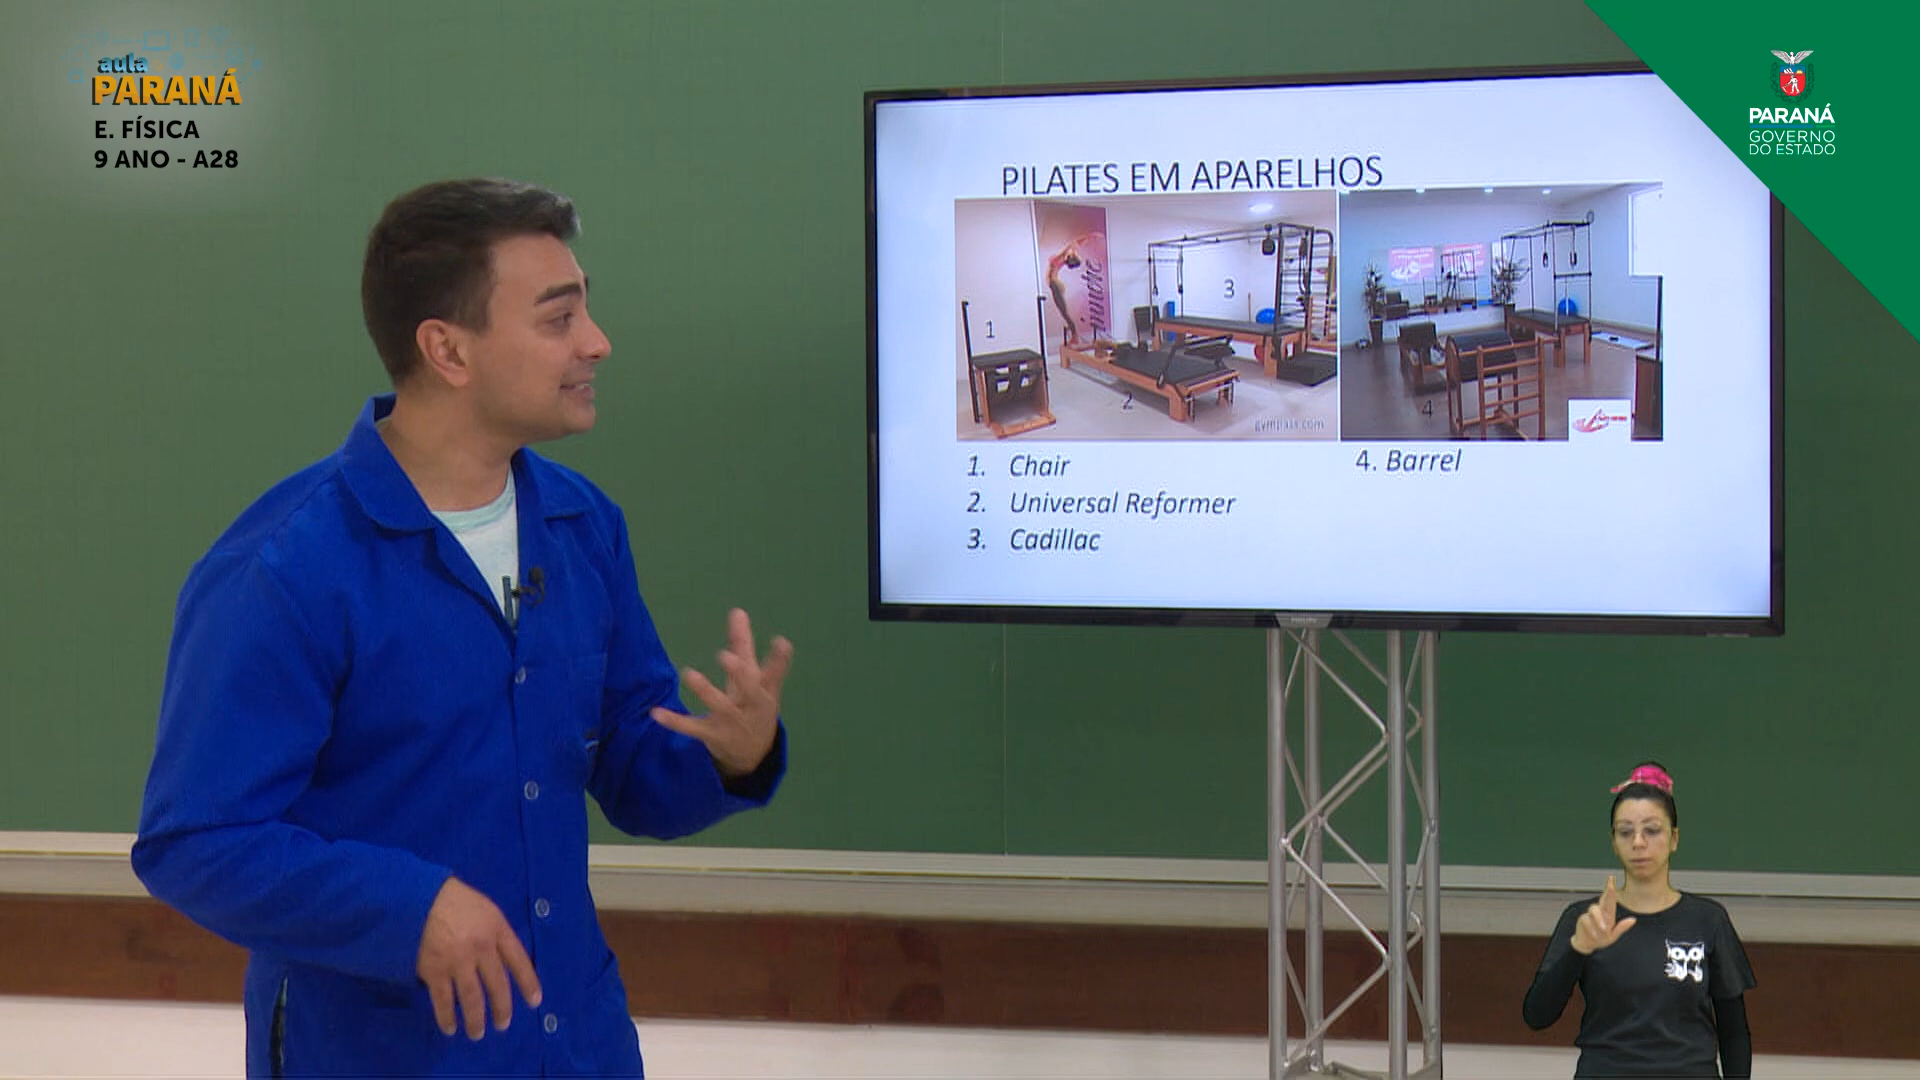 aula
PARANÁ
E. FÍSICA
9 ANO - A28
PARANÁ
GOVERNO
DO ESTADO
PILATES EM APARELHOS
1
2
3
4
gympass.com
1. Chair
2. Universal Reformer
3. Cadillac
4. Barrel
PHILIPS